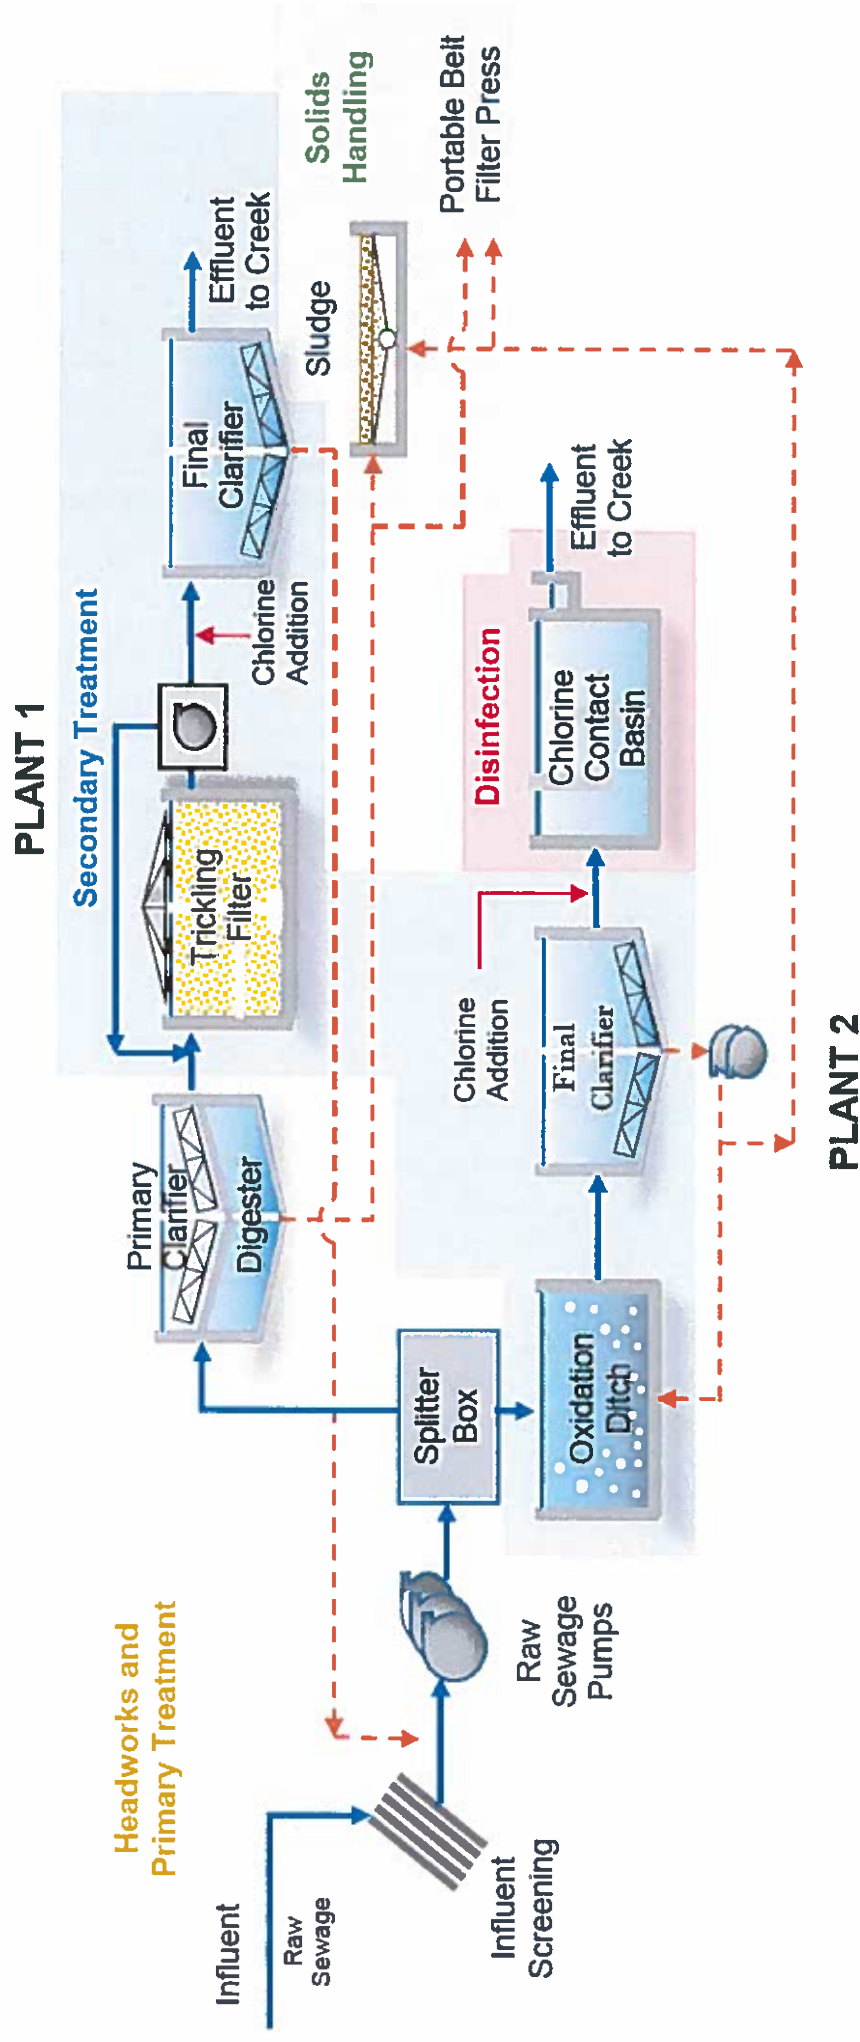 PLANT 1
Headworks and
Primary Treatment
Secondary Treatment
Influent
Raw
Sewage
Influent
Screening
Raw
Sewage
Pumps
Splitter
Box
Primary
Clarifier
Digester
Trickling
Filter
Chlorine
Addition
Final
Clarifier
Effluent
to Creek
Solids
Handling
Sludge
Portable Belt
Filter Press
Oxidation
Ditch
Final
Clarifier
Chlorine
Addition
Disinfection
Chlorine
Contact
Basin
Effluent
to Creek
PLANT 2